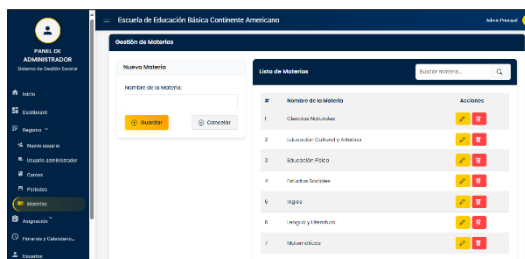 Escuela de Educación Básica Continente Americano
Admin Principal
PANEL DE
ADMINISTRADOR
Sistema de Gestión Escolar
Inicio
Dashboard
Registro
Nuevo usuario
Usuario administrador
Cursos
Periodos
Materias
Asignación
Horarios y Calendario..
Usuarios
Gestión de Materias
Nueva Materia
Nombre de la Materia:
Guardar
Cancelar
Lista de Materias
Buscar materia...
# Nombre de la Materia Acciones
1 Ciencias Naturales
2 Educación Cultural y Artística
3 Educación Física
4 Estudios Sociales
5 Ingles
6 Lengua y Literatura
7 Matemáticas